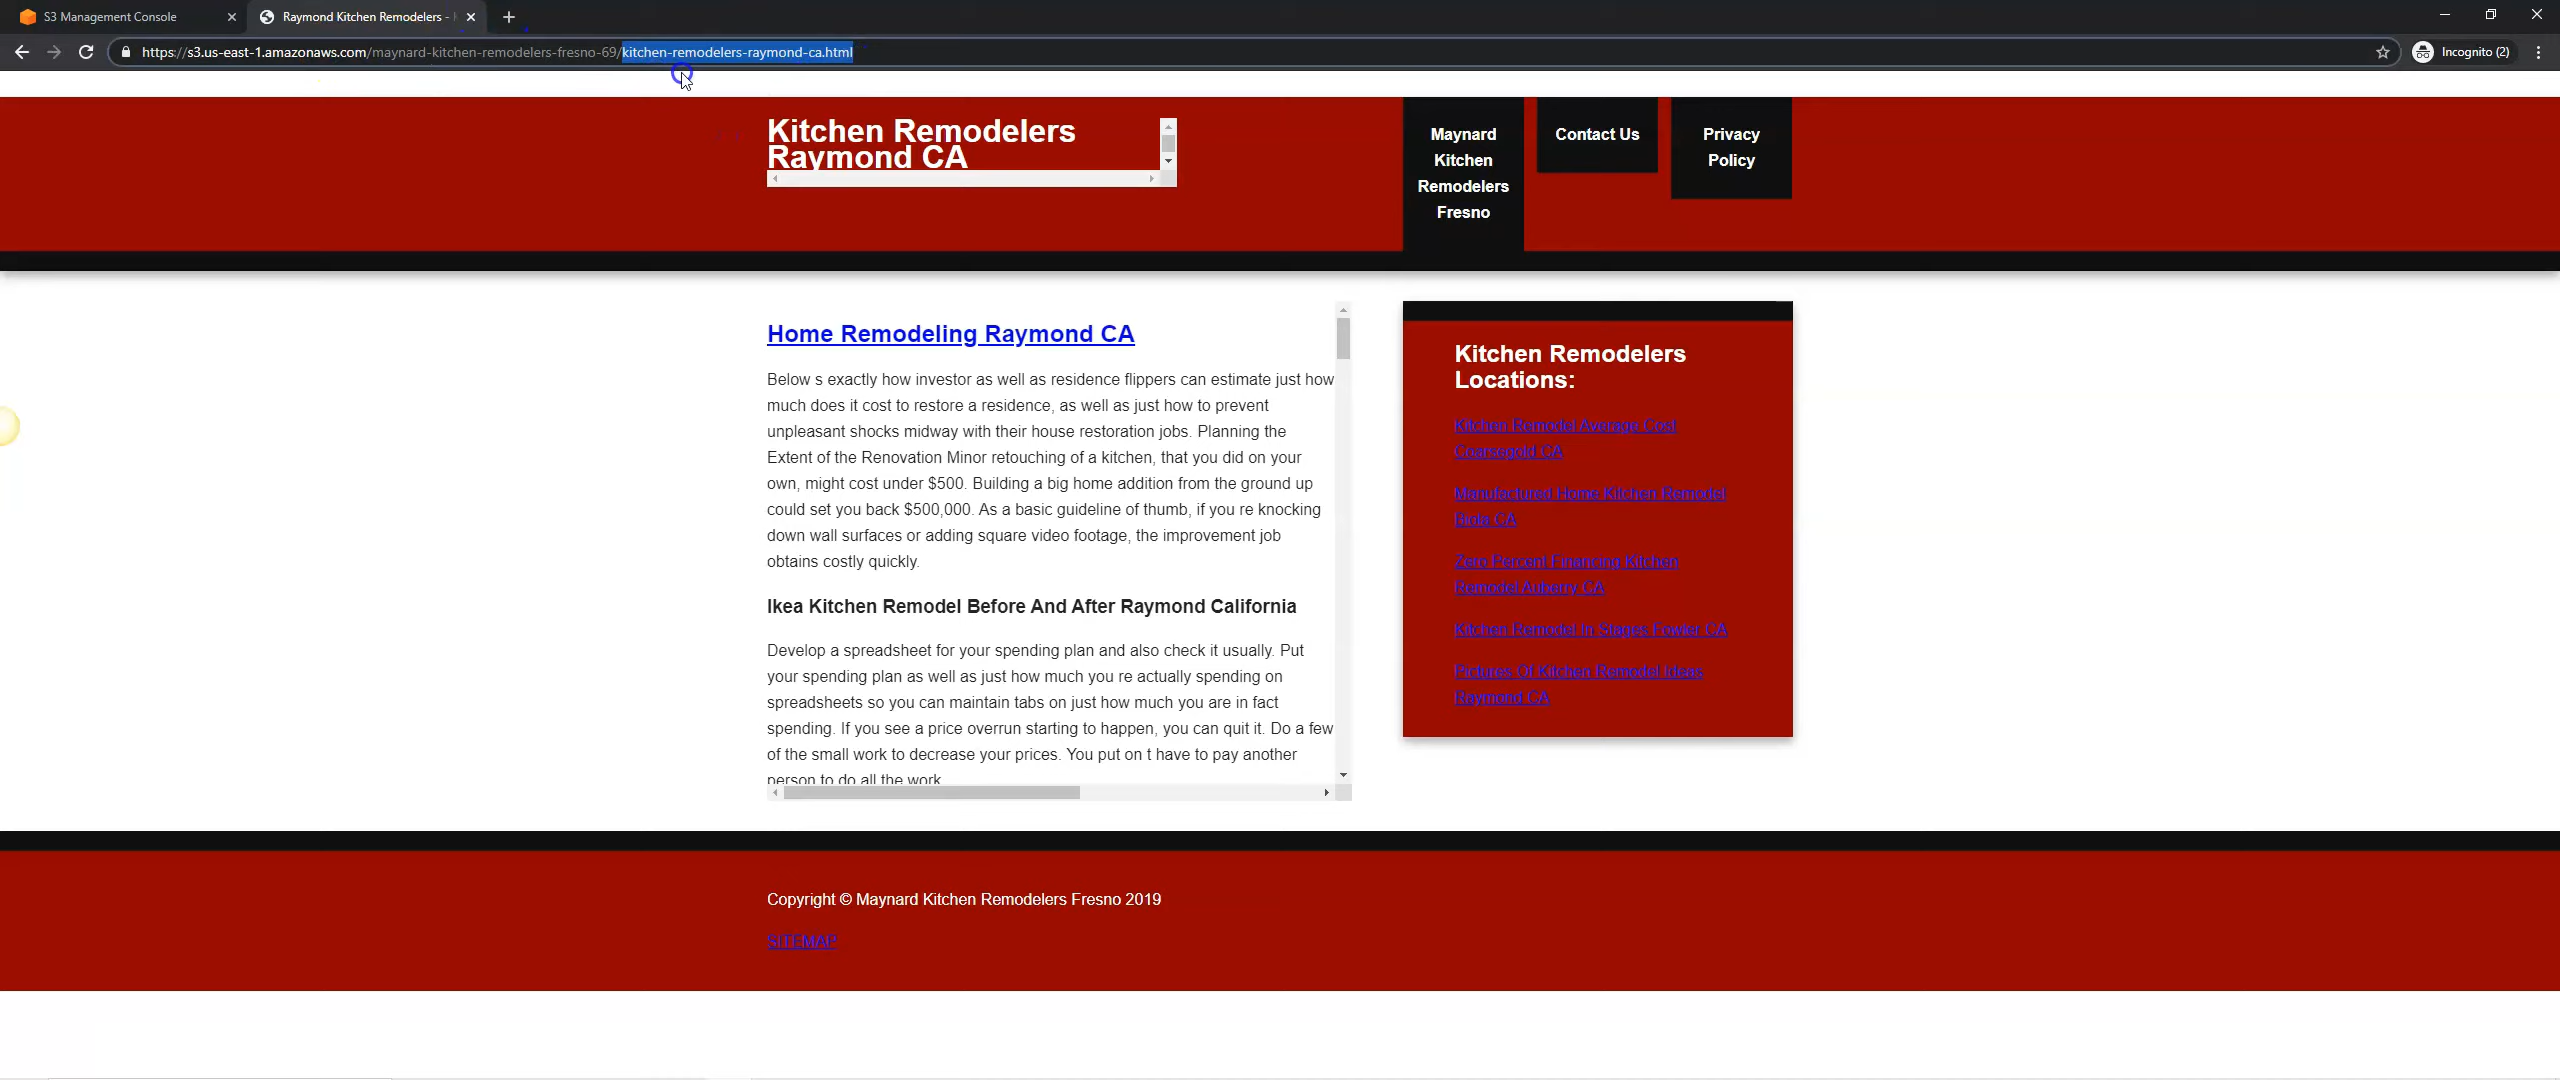 S3 Management Console
Raymond Kitchen Remodelers -
Incognito (2)
https://s3.us-east-1.amazonaws.com/maynard-kitchen-remodelers-fresno-69/kitchen-remodelers-raymond-ca.html
Kitchen Remodelers
Raymond CA
Maynard
Kitchen
Remodelers
Fresno
Contact Us
Privacy
Policy
Home Remodeling Raymond CA
Below s exactly how investor as well as residence flippers can estimate just how
much does it cost to restore a residence, as well as just how to prevent
unpleasant shocks midway with their house restoration jobs. Planning the
Extent of the Renovation Minor retouching of a kitchen, that you did on your
own, might cost under $500. Building a big home addition from the ground up
could set you back $500,000. As a basic guideline of thumb, if you re knocking
down wall surfaces or adding square video footage, the improvement job
obtains costly quickly.
Ikea Kitchen Remodel Before And After Raymond California
Develop a spreadsheet for your spending plan and also check it usually. Put
your spending plan as well as just how much you re actually spending on
spreadsheets so you can maintain tabs on just how much you are in fact
spending. If you see a price overrun starting to happen, you can quit it. Do a few
of the small work to decrease your prices. You put on t have to pay another
person to do all the work
Kitchen Remodelers
Locations:
Kitchen Remodel Average Cost
Coarsegold CA
Manufactured Home Kitchen Remodel
Biola CA
Zero Percent Financing Kitchen
Remodel Auberry CA
Kitchen Remodel In Stages Fowler CA
Pictures Of Kitchen Remodel Ideas
Raymond CA
Copyright © Maynard Kitchen Remodelers Fresno 2019
SITEMAP